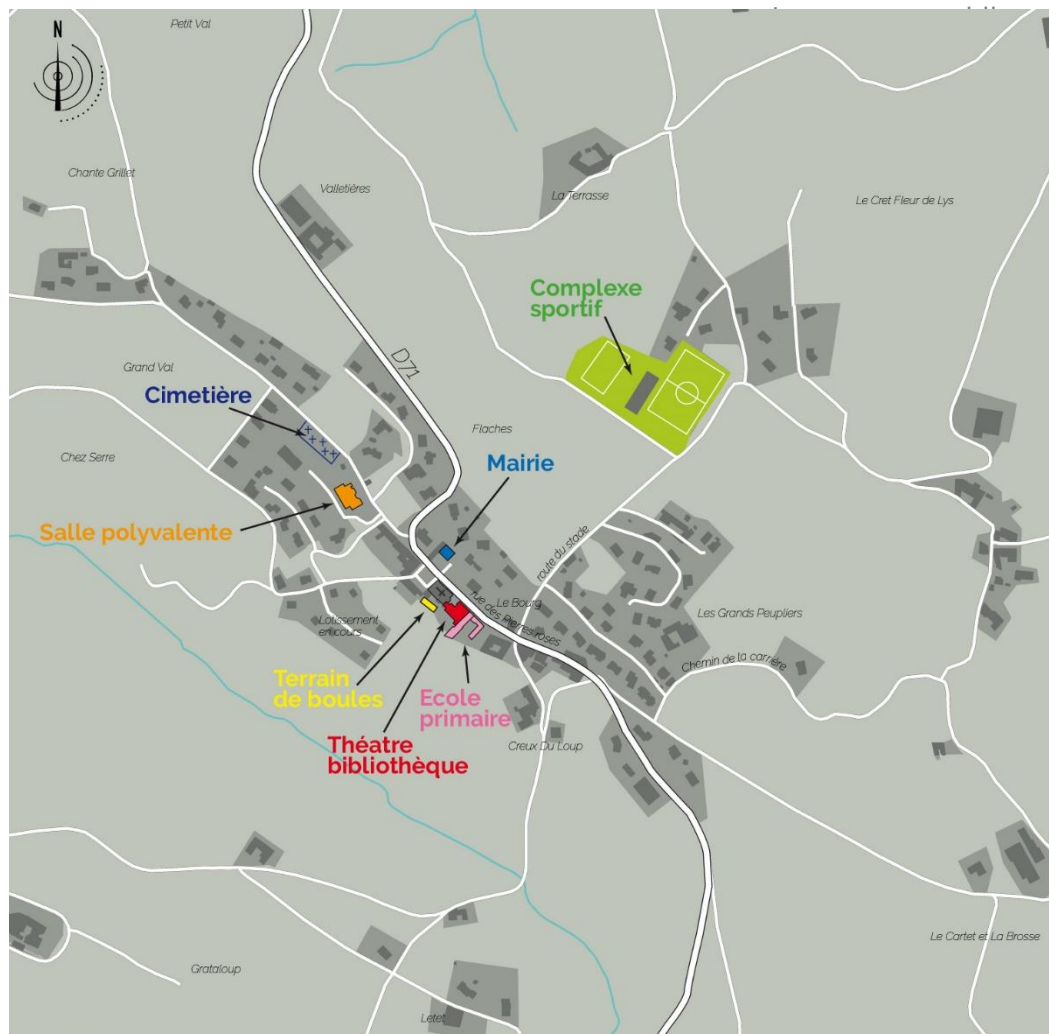 Petit Val
N
Chante Grillet
Valletières
La Terrasse
Le Cret Fleur de Lys
Complexe
sportif
D71
Grand Val
Cimetière
Flaches
Chez Serre
Mairie
Salle polyvalente
route du stade
Le Bourg
rue des Pierres roses
Les Grands Peupliers
Lotissement
en cours
Chemin de la carrière
Terrain
de boules
Ecole
primaire
Théatre
bibliothèque
Creux Du Loup
Le Cartet et La Brosse
Grataloup
Letet